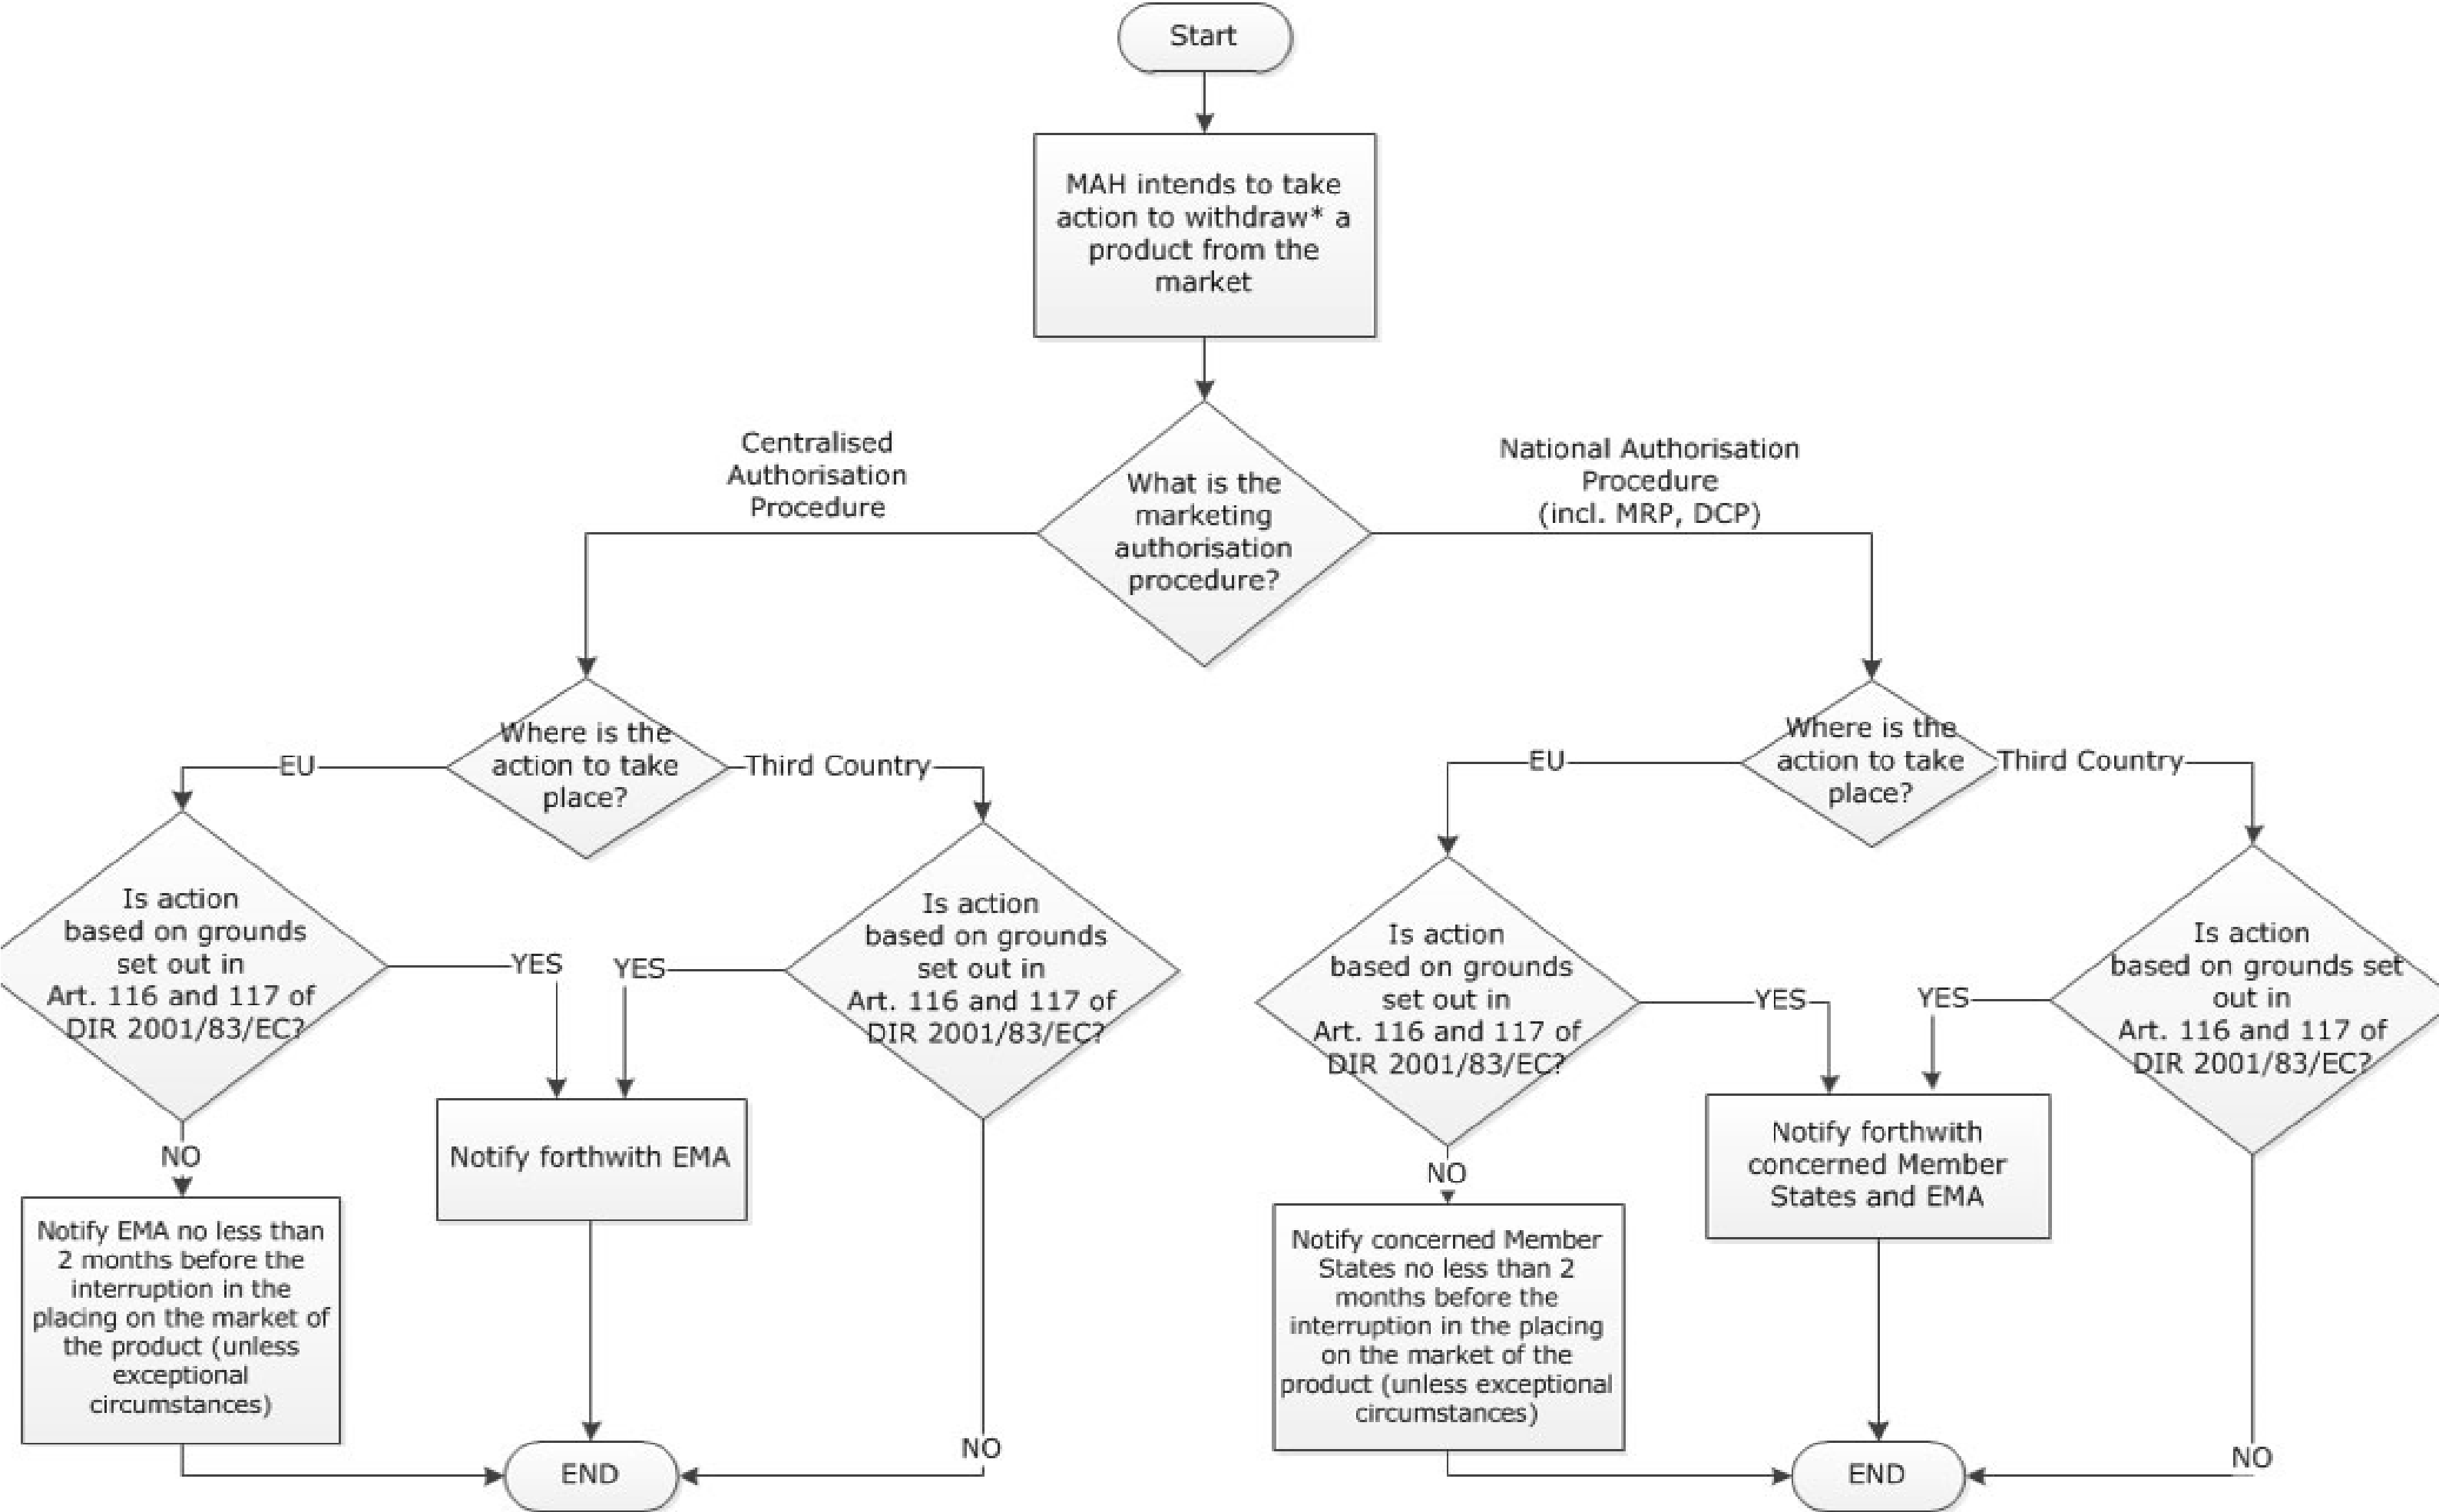 Start
MAH intends to take
action to withdraw* a
product from the
market
What is the
marketing
authorisation
procedure?
Centralised
Authorisation
Procedure
National Authorisation
Procedure
(incl. MRP, DCP)
Where is the
action to take
place?
EU
Third Country
Is action
based on grounds
set out in
Art. 116 and 117 of
DIR 2001/83/EC?
YES
NO
Is action
based on grounds
set out in
Art. 116 and 117 of
DIR 2001/83/EC?
YES
NO
Notify forthwith EMA
Notify EMA no less than
2 months before the
interruption in the
placing on the market of
the product (unless
exceptional
circumstances)
END
Where is the
action to take
place?
EU
Third Country
Is action
based on grounds
set out in
Art. 116 and 117 of
DIR 2001/83/EC?
YES
NO
Is action
based on grounds set
out in
Art. 116 and 117 of
DIR 2001/83/EC?
YES
NO
Notify forthwith
concerned Member
States and EMA
Notify concerned Member
States no less than 2
months before the
interruption in the placing
on the market of the
product (unless exceptional
circumstances)
END